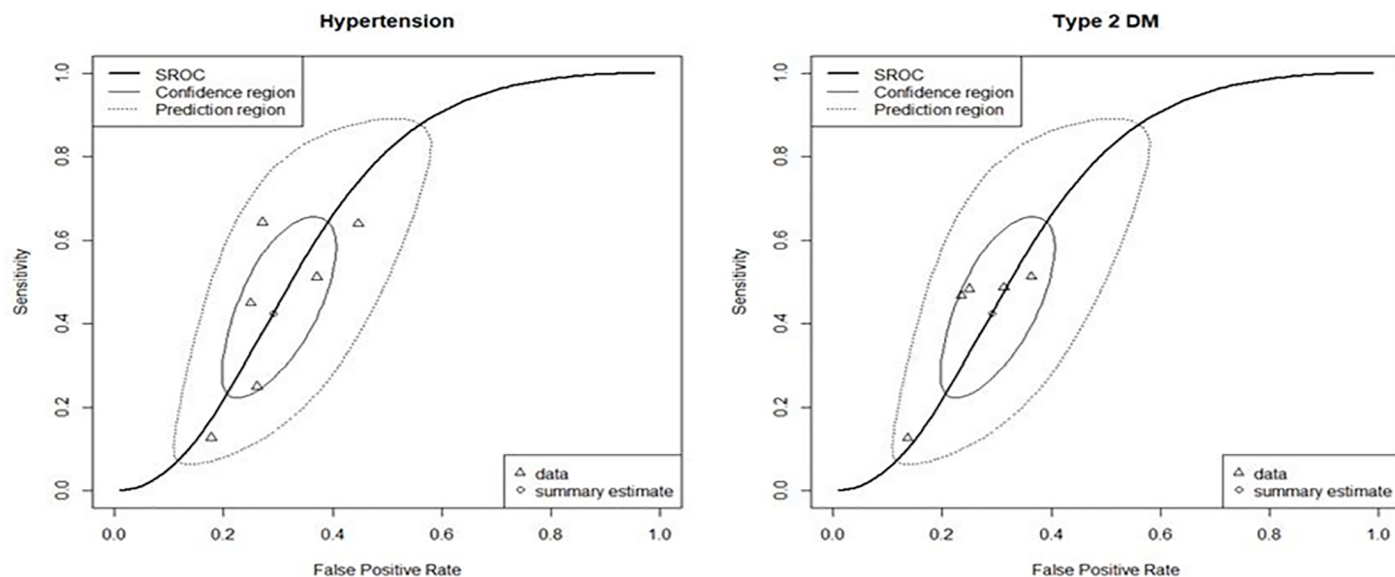 Hypertension
SROC
Confidence region
Prediction region
Sensitivity
1.0
0.8
0.6
0.4
0.2
0.0
data
summary estimate
0.0 0.2 0.4 0.6 0.8 1.0
False Positive Rate
Type 2 DM
SROC
Confidence region
Prediction region
Sensitivity
1.0
0.8
0.6
0.4
0.2
0.0
data
summary estimate
0.0 0.2 0.4 0.6 0.8 1.0
False Positive Rate